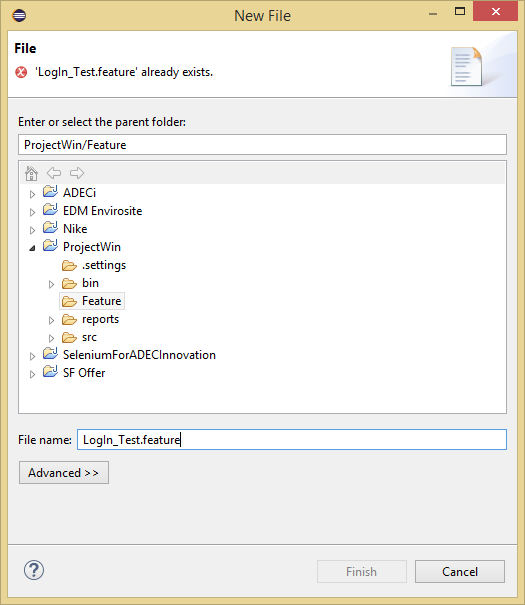 New File
File
'LogIn_Test.feature' already exists.
Enter or select the parent folder:
ProjectWin/Feature
ADECi
EDM Envirosite
Nike
ProjectWin
.settings
bin
Feature
reports
src
SeleniumForADECInnovation
SF Offer
File name: LogIn_Test.feature
Advanced >>
Finish Cancel